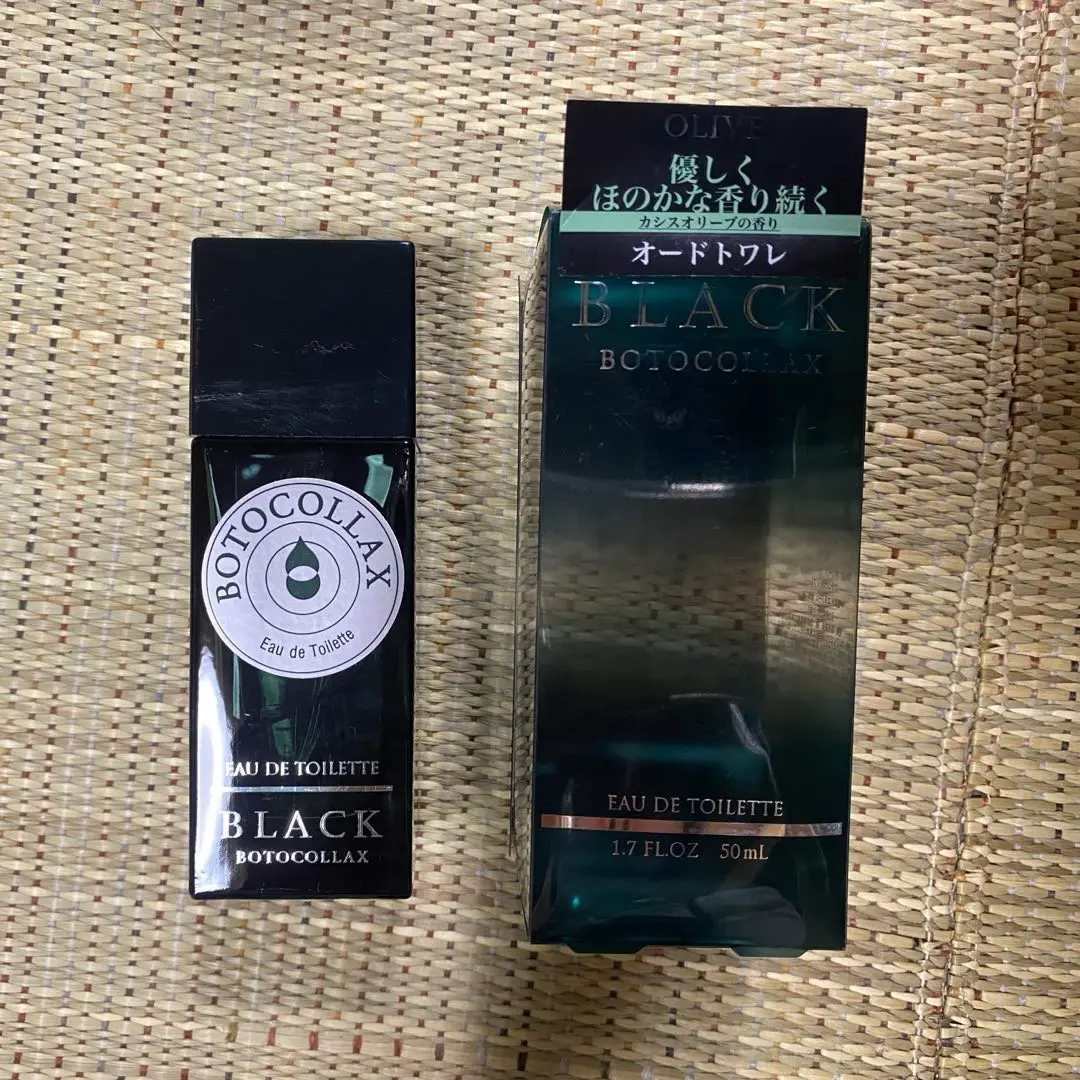 BOTOCOLLAX
Eau de Toilette
EAU DE TOILETTE
BLACK
BOTOCOLLAX
OLIVE
優しく
ほのかな香り続く
カシスオリーブの香り
オードトワレ
BLACK
BOTOCOLLAX
EAU DE TOILETTE
1.7 FL.OZ 50mL